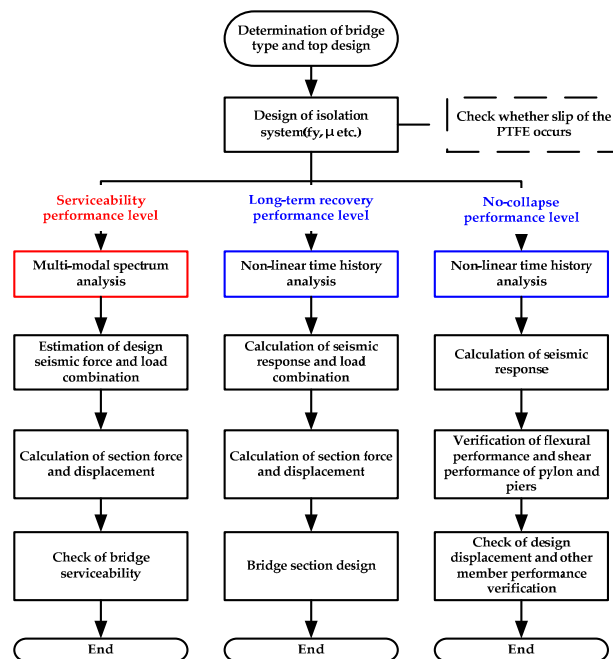 Determination of bridge
type and top design
Design of isolation
system(fy, μ etc.)
Check whether slip of the
PTFE occurs
Serviceability
performance level
Long-term recovery
performance level
No-collapse
performance level
Multi-modal spectrum
analysis
Non-linear time history
analysis
Non-linear time history
analysis
Estimation of design
seismic force and load
combination
Calculation of seismic
response and load
combination
Calculation of seismic
response
Calculation of section force
and displacement
Calculation of section force
and displacement
Verification of flexural
performance and shear
performance of pylon and
piers
Check of bridge
serviceability
Bridge section design
Check of design
displacement and other
member performance
verification
End
End
End